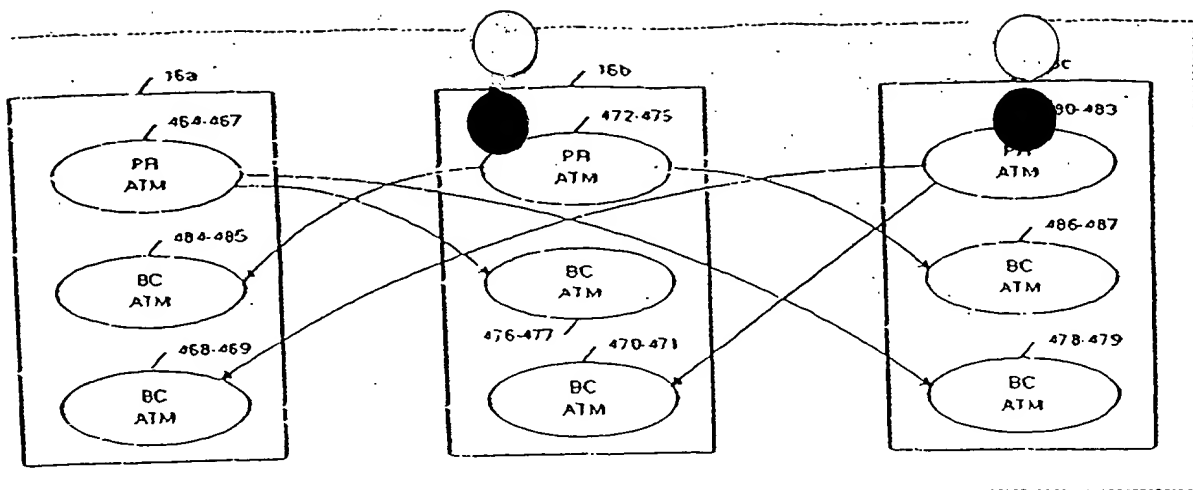 16a
464-467
PR
ATM
484-485
BC
ATM
468-469
BC
ATM
16b
472-475
PR
ATM
BC
ATM
476-477
470-471
BC
ATM
80-483
ATM
486-487
BC
ATM
478-479
BC
ATM